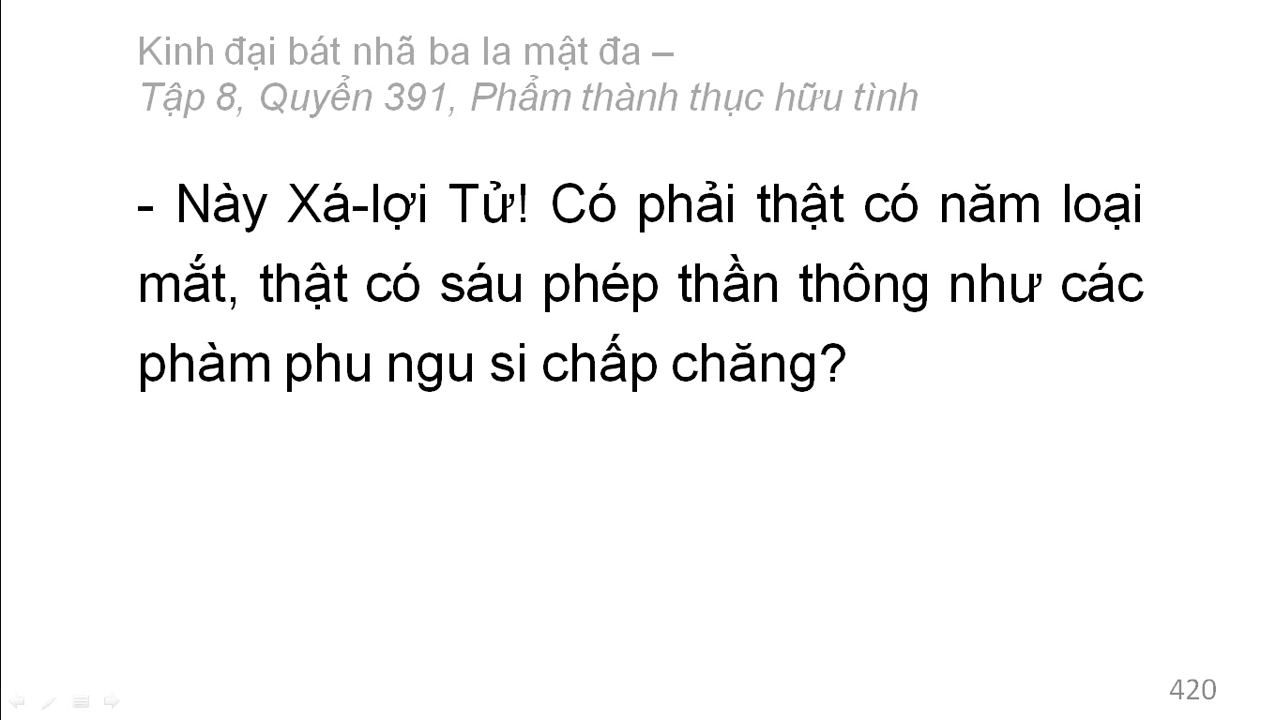 Kinh đại bát nhã ba la mật đa –
Tập 8, Quyển 391, Phẩm thành thục hữu tình
- Này Xá-lợi Tử! Có phải thật có năm loại
mắt, thật có sáu phép thần thông như các
phàm phu ngu si chấp chăng?
420